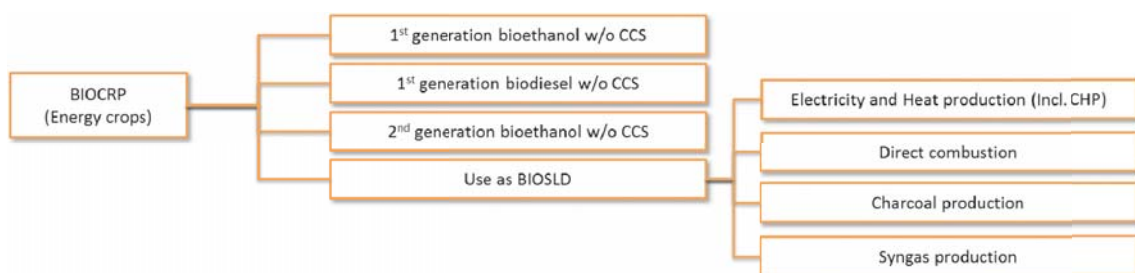 BIOCRP
(Energy crops)
1st generation bioethanol w/o CCS
1st generation biodiesel w/o CCS
2nd generation bioethanol w/o CCS
Use as BIOSLD
Electricity and Heat production (Incl. CHP)
Direct combustion
Charcoal production
Syngas production